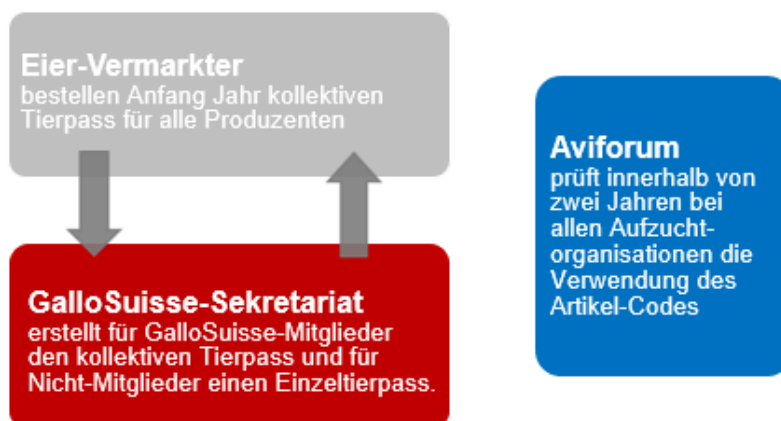 Eier-Vermarkter
bestellen Anfang Jahr kollektiven
Tierpass für alle Produzenten
GalloSuisse-Sekretariat
erstellt für GalloSuisse-Mitglieder
den kollektiven Tierpass und für
Nicht-Mitglieder einen Einzeltierpass.
Aviforum
prüft innerhalb von
zwei Jahren bei
allen Aufzucht-
organisationen die
Verwendung des
Artikel-Codes